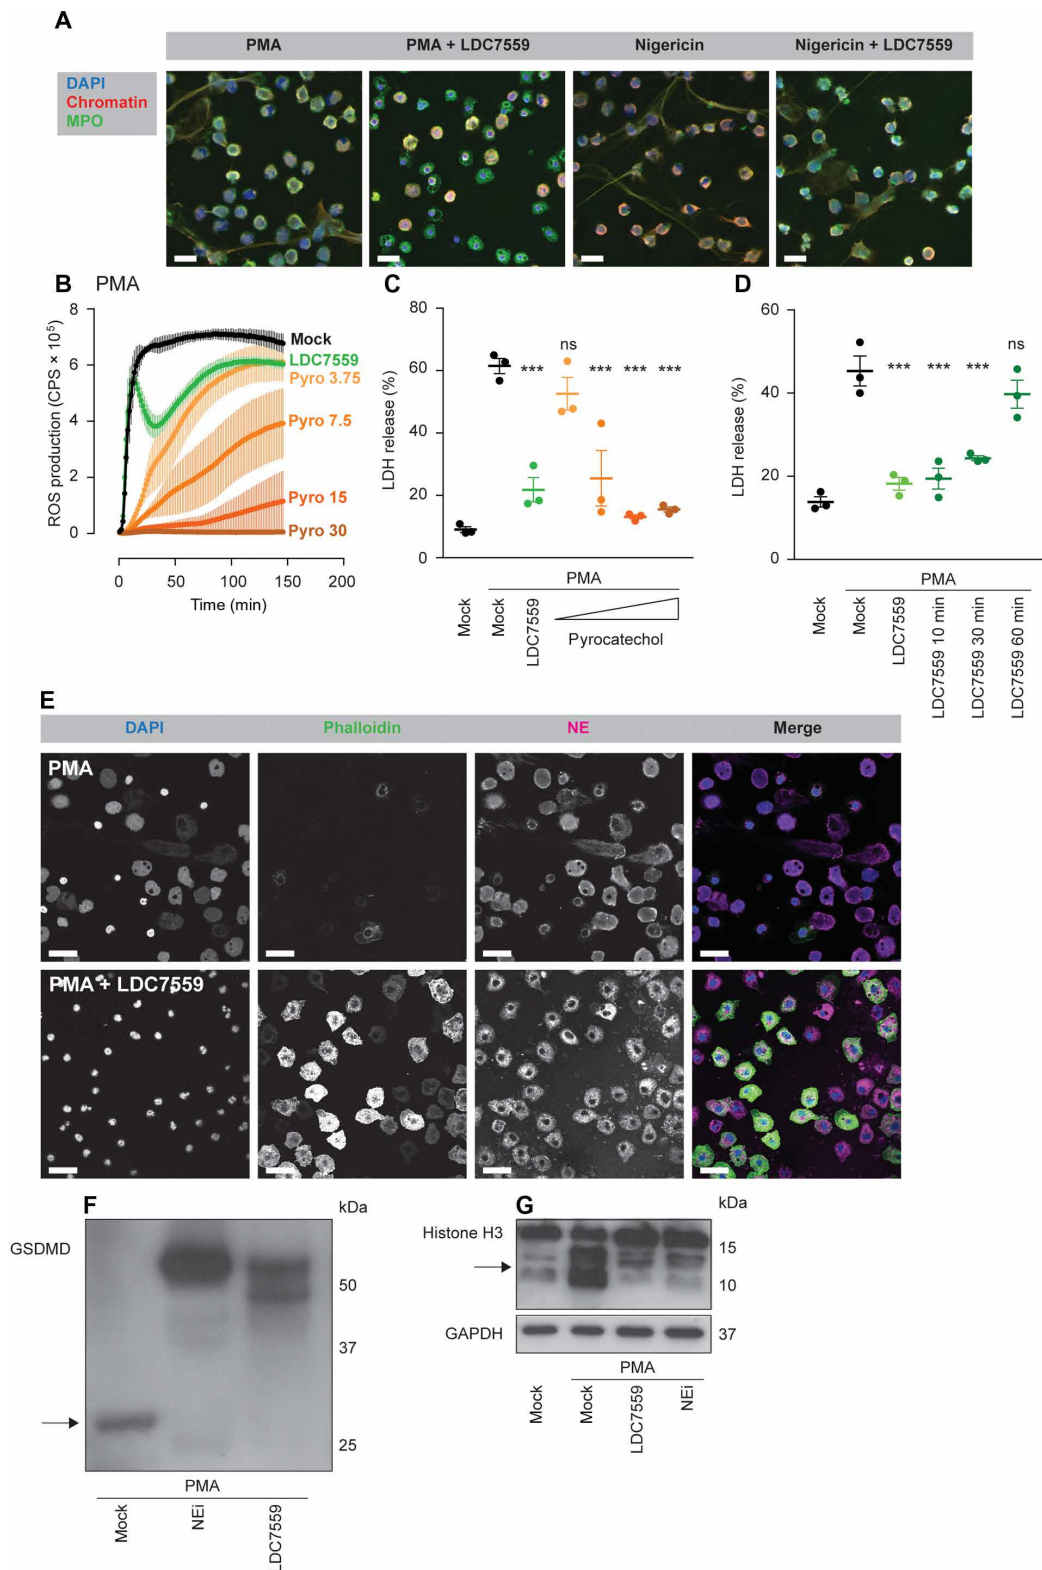 A
PMA
PMA + LDC7559
Nigericin
Nigericin + LDC7559
DAPI
Chromatin
MPO
B
PMA
ROS production (CPS × 10⁵)
8
6
4
2
0
Mock
LDC7559
Pyro 3.75
Pyro 7.5
Pyro 15
Pyro 30
0 50 100 150 200
Time (min)
C
LDH release (%)
80
60
40
20
0
***
ns
*** *** ***
PMA
Mock
Mock
LDC7559
Pyrocatechol
D
LDH release (%)
60
40
20
0
*** *** ***
ns
PMA
Mock
Mock
LDC7559
LDC7559 10 min
LDC7559 30 min
LDC7559 60 min
E
DAPI
Phalloidin
NE
Merge
PMA
PMA + LDC7559
F
kDa
GSDMD
50
37
25
PMA
Mock
NEi
LDC7559
G
kDa
Histone H3
15
10
GAPDH
37
PMA
Mock
Mock
LDC7559
NEi